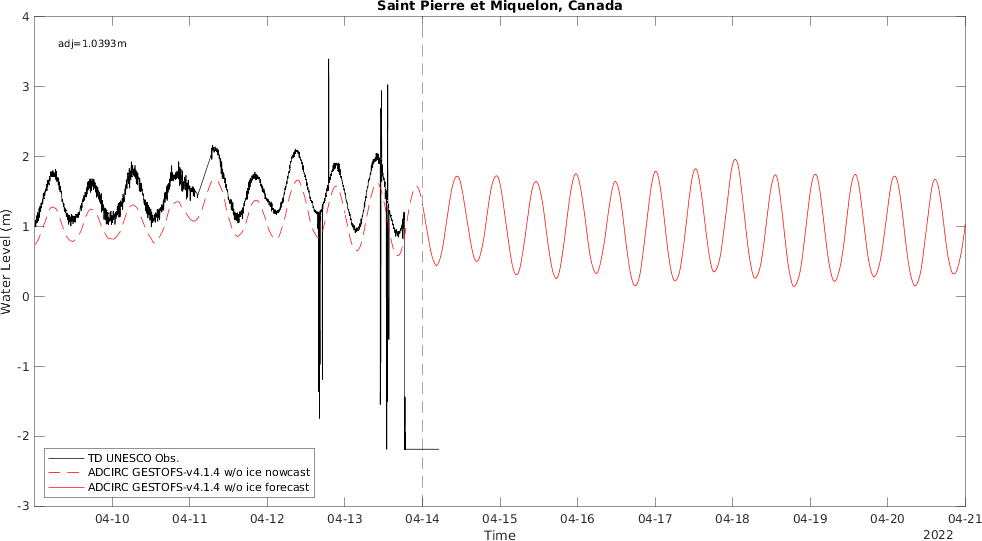 Saint Pierre et Miquelon, Canada
adj=1.0393m
Water Level (m)
4
3
2
1
0
-1
-2
-3
TD UNESCO Obs.
ADCIRC GESTOFS-v4.1.4 w/o ice nowcast
ADCIRC GESTOFS-v4.1.4 w/o ice forecast
04-10 04-11 04-12 04-13 04-14 04-15 04-16 04-17 04-18 04-19 04-20 04-21
Time
2022